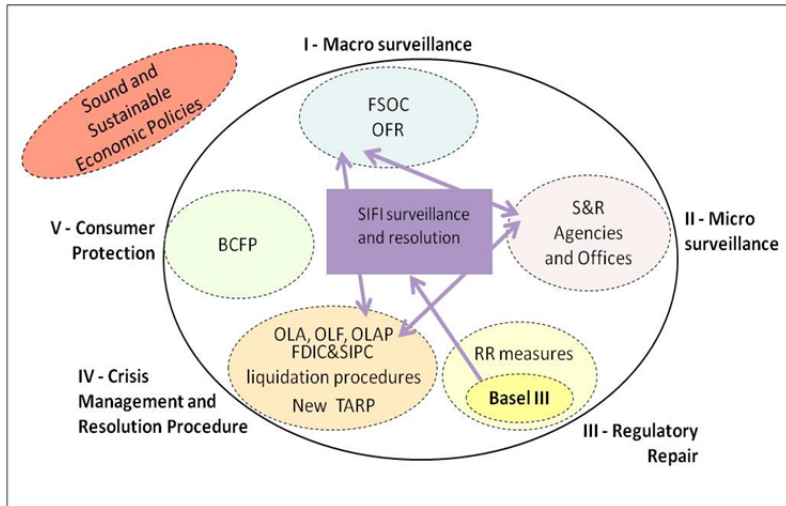 I - Macro surveillance
Sound and
Sustainable
Economic Policies
FSOC
OFR
SIFI surveillance
and resolution
S&R
Agencies
and Offices
II - Micro
surveillance
V - Consumer
Protection
BCFP
OLA, OLF, OLAP
FDIC&SIPC
liquidation procedures
New TARP
RR measures
Basel III
IV - Crisis
Management and
Resolution Procedure
III - Regulatory
Repair